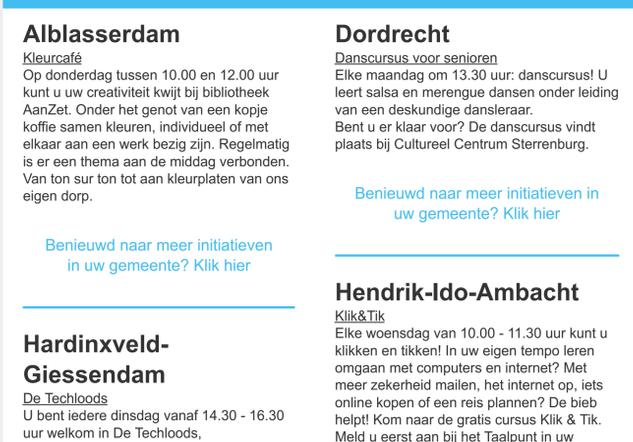 Alblasserdam
Kleurcafé
Op donderdag tussen 10.00 en 12.00 uur
kunt u uw creativiteit kwijt bij bibliotheek
AanZet. Onder het genot van een kopje
koffie samen kleuren, individueel of met
elkaar aan een werk bezig zijn. Regelmatig
is er een thema aan de middag verbonden.
Van ton sur ton tot aan kleurplaten van ons
eigen dorp.
Benieuwd naar meer initiatieven
in uw gemeente? Klik hier
Hardinxveld-
Giessendam
De Techloods
U bent iedere dinsdag vanaf 14.30 - 16.30
uur welkom in De Techloods,
Dordrecht
Danscursus voor senioren
Elke maandag om 13.30 uur: danscursus! U
leert salsa en merengue dansen onder leiding
van een deskundige dansleraar.
Bent u er klaar voor? De danscursus vindt
plaats bij Cultureel Centrum Sterrenburg.
Benieuwd naar meer initiatieven in
uw gemeente? Klik hier
Hendrik-Ido-Ambacht
Klik&Tik
Elke woensdag van 10.00 - 11.30 uur kunt u
klikken en tikken! In uw eigen tempo leren
omgaan met computers en internet? Met
meer zekerheid mailen, het internet op, iets
online kopen of een reis plannen? De bieb
helpt! Kom naar de gratis cursus Klik & Tik.
Meld u eerst aan bij het Taalpunt in uw